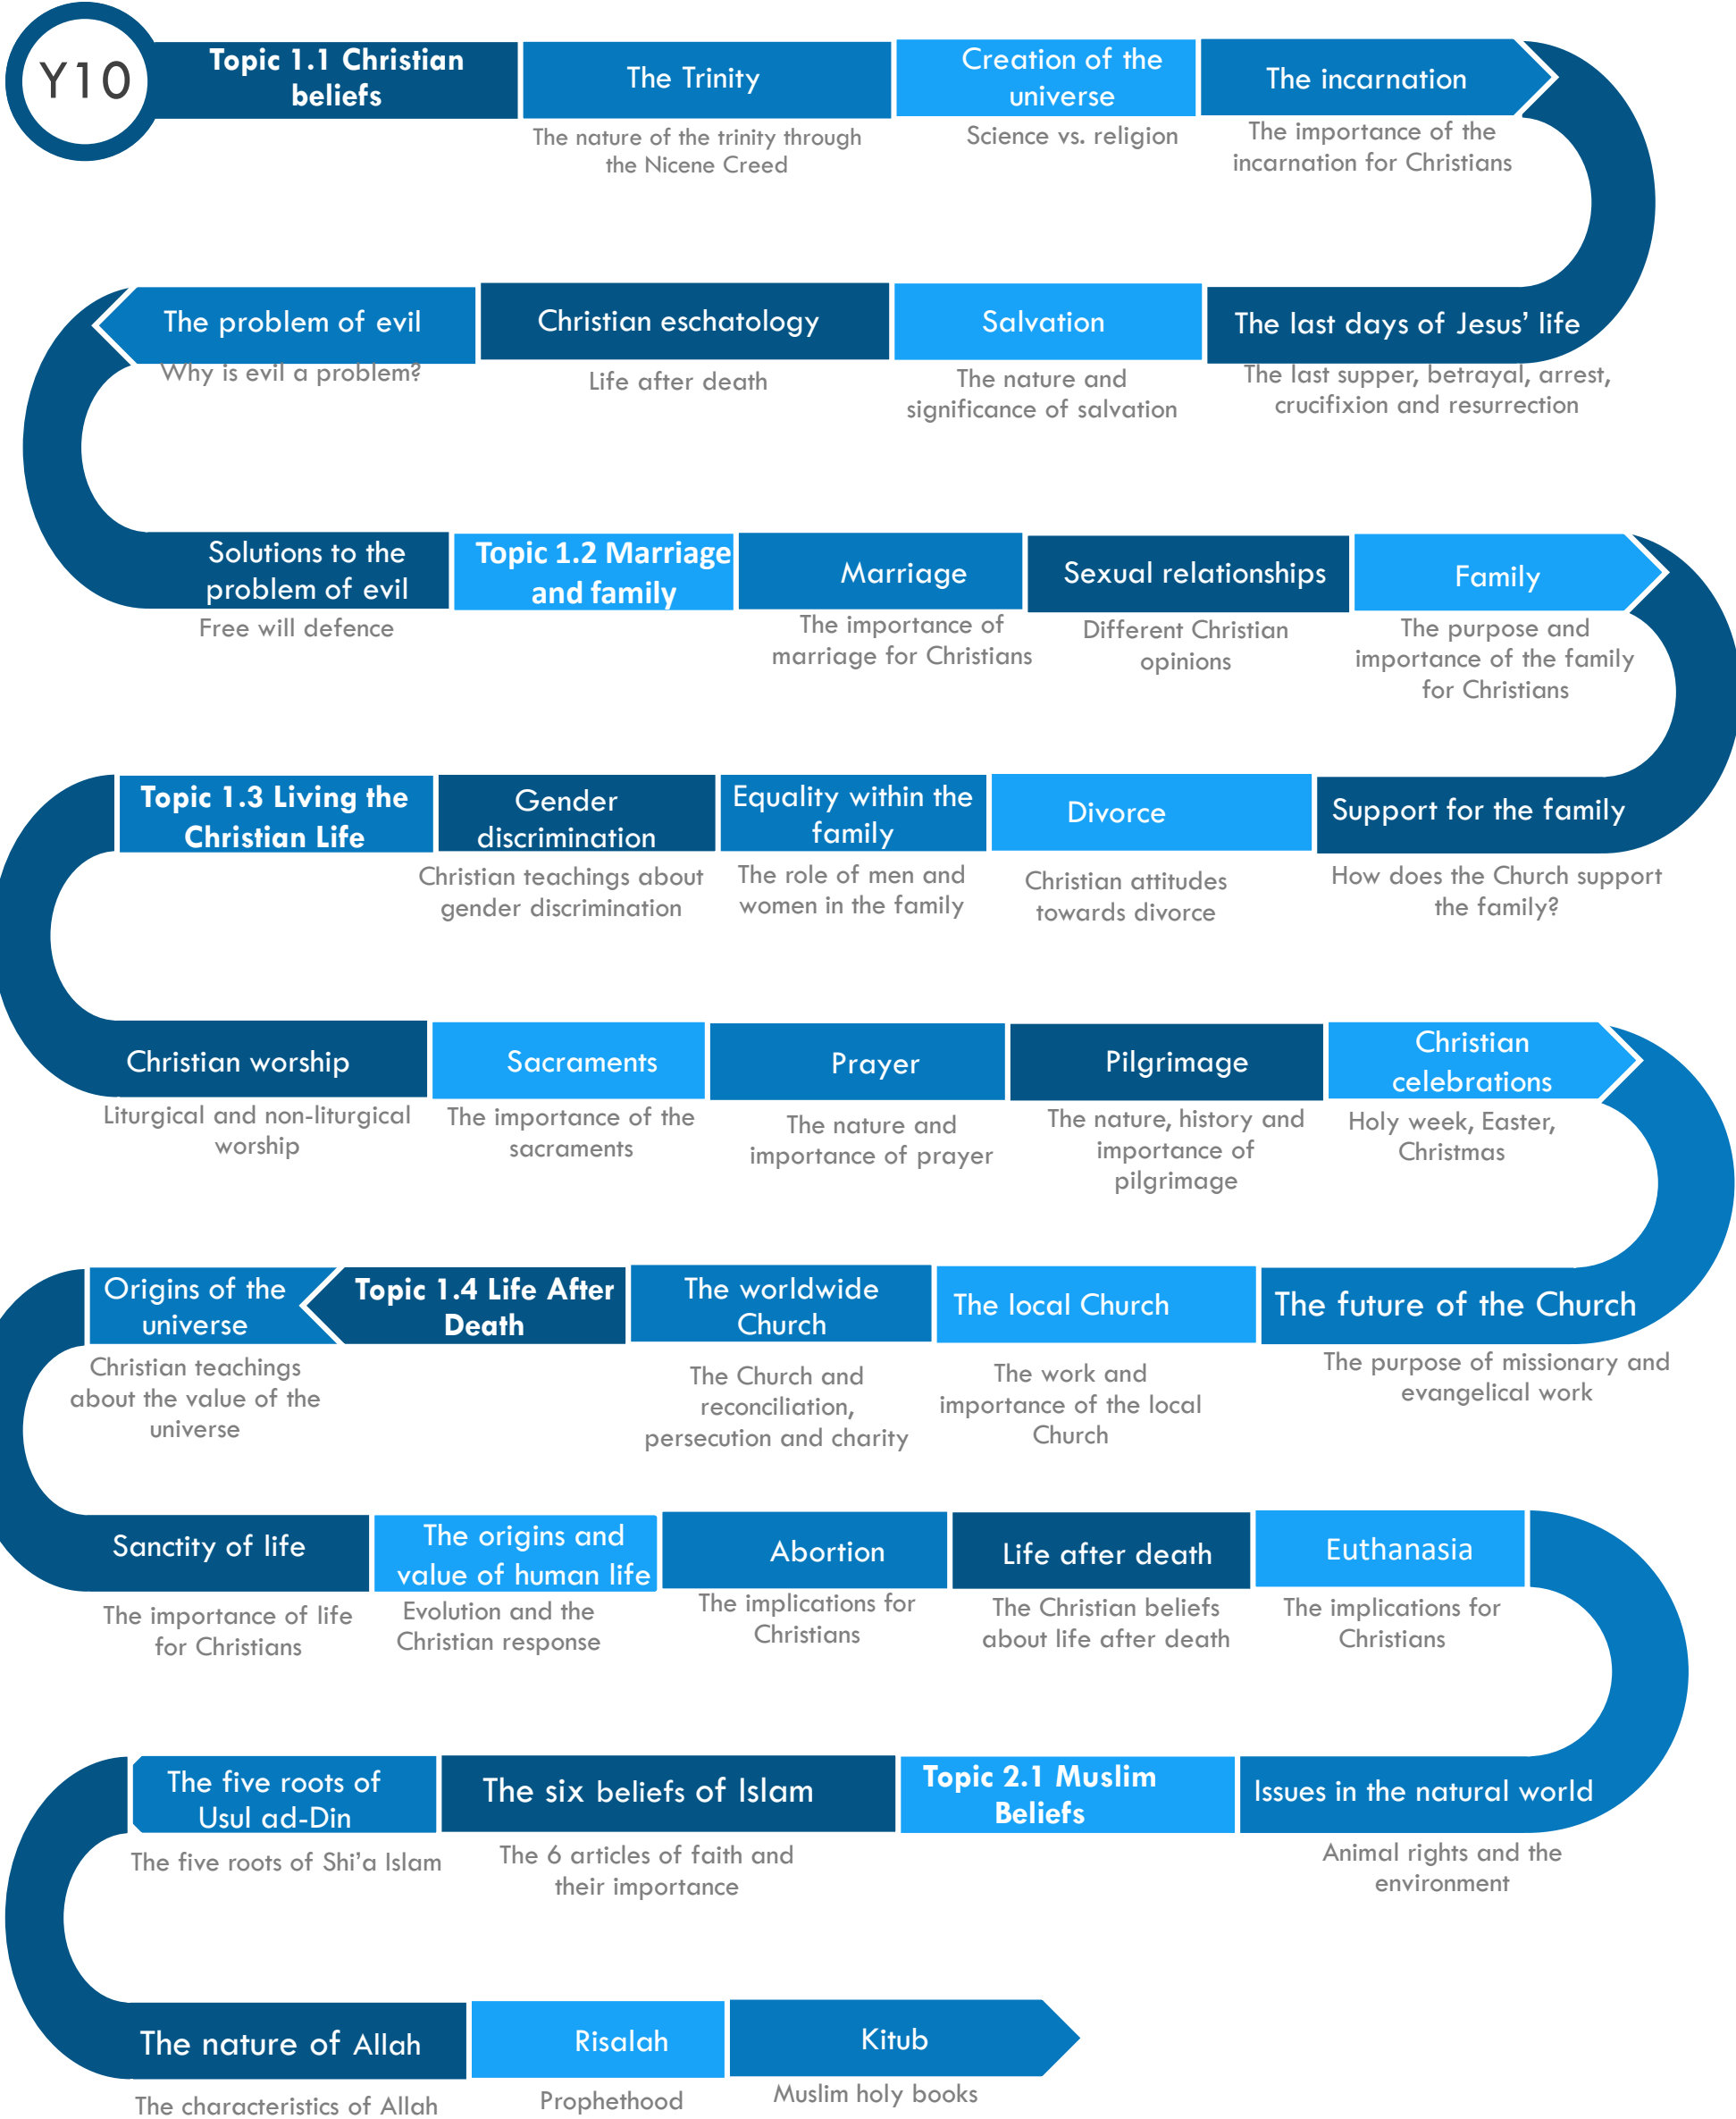 Y10
Topic 1.1 Christian
beliefs
The Trinity
The nature of the trinity through
the Nicene Creed
Creation of the
universe
Science vs. religion
The incarnation
The importance of the
incarnation for Christians
The last days of Jesus’ life
The last supper, betrayal, arrest,
crucifixion and resurrection
Salvation
The nature and
significance of salvation
Christian eschatology
Life after death
The problem of evil
Why is evil a problem?
Solutions to the
problem of evil
Free will defence
Topic 1.2 Marriage
and family
Marriage
The importance of
marriage for Christians
Sexual relationships
Different Christian
opinions
Family
The purpose and
importance of the family
for Christians
Support for the family
How does the Church support
the family?
Divorce
Christian attitudes
towards divorce
Equality within the
family
The role of men and
women in the family
Gender
discrimination
Christian teachings about
gender discrimination
Topic 1.3 Living the
Christian Life
Christian worship
Liturgical and non-liturgical
worship
Sacraments
The importance of the
sacraments
Prayer
The nature and
importance of prayer
Pilgrimage
The nature, history and
importance of
pilgrimage
Christian
celebrations
Holy week, Easter,
Christmas
The future of the Church
The purpose of missionary and
evangelical work
The local Church
The work and
importance of the local
Church
The worldwide
Church
The Church and
reconciliation,
persecution and charity
Topic 1.4 Life After
Death
Origins of the
universe
Christian teachings
about the value of the
universe
Sanctity of life
The importance of life
for Christians
The origins and
value of human life
Evolution and the
Christian response
Abortion
The implications for
Christians
Life after death
The Christian beliefs
about life after death
Euthanasia
The implications for
Christians
Issues in the natural world
Animal rights and the
environment
Topic 2.1 Muslim
Beliefs
The six beliefs of Islam
The 6 articles of faith and
their importance
The five roots of
Usul ad-Din
The five roots of Shi’a Islam
The nature of Allah
The characteristics of Allah
Risalah
Prophethood
Kitub
Muslim holy books